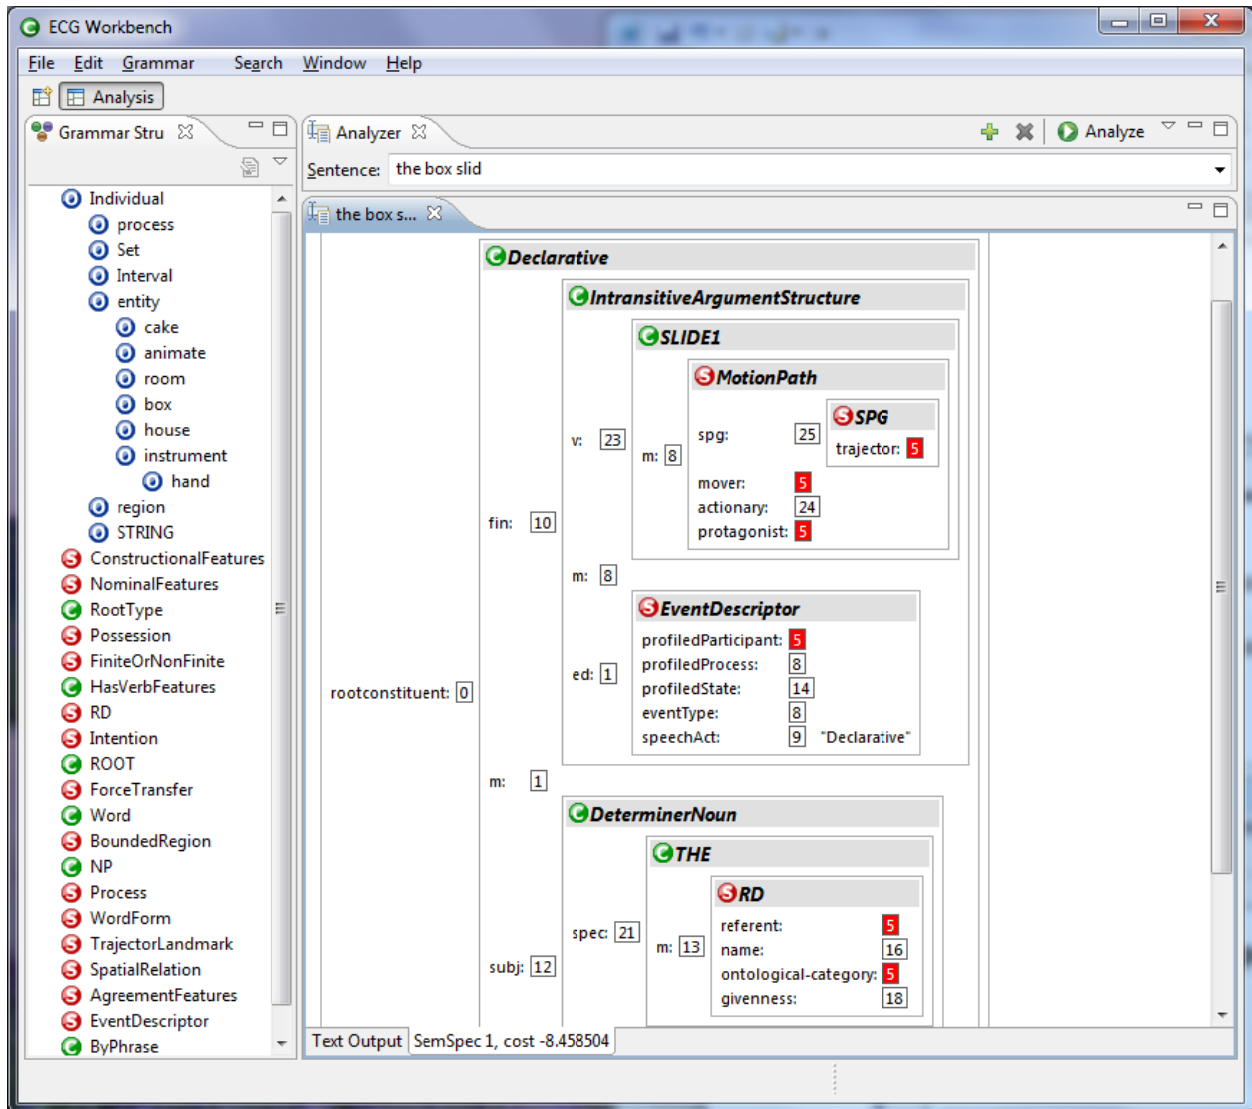 ECG Workbench
File Edit Grammar Search Window Help
Analysis
Grammar Stru
Individual
process
Set
Interval
entity
cake
animate
room
box
house
instrument
hand
region
STRING
ConstructionalFeatures
NominalFeatures
RootType
Possession
FiniteOrNonFinite
HasVerbFeatures
RD
Intention
ROOT
ForceTransfer
Word
BoundedRegion
NP
Process
WordForm
TrajectorLandmark
SpatialRelation
AgreementFeatures
EventDescriptor
ByPhrase
Analyzer
Analyze
Sentence: the box slid
the box s...
Declarative
IntransitiveArgumentStructure
SLIDE1
MotionPath
SPG
spg: 25
trajector: 5
v: 23
m: 8
mover: 5
actionary: 24
protagonist: 5
fin: 10
m: 8
EventDescriptor
profiledParticipant: 5
profiledProcess: 8
ed: 1
profiledState: 14
rootconstituent: 0
eventType: 8
speechAct: 9 "Declarative"
m: 1
DeterminerNoun
THE
RD
referent: 5
spec: 21
m: 13
name: 16
subj: 12
ontological-category: 5
givenness: 18
Text Output SemSpec 1, cost -8.458504